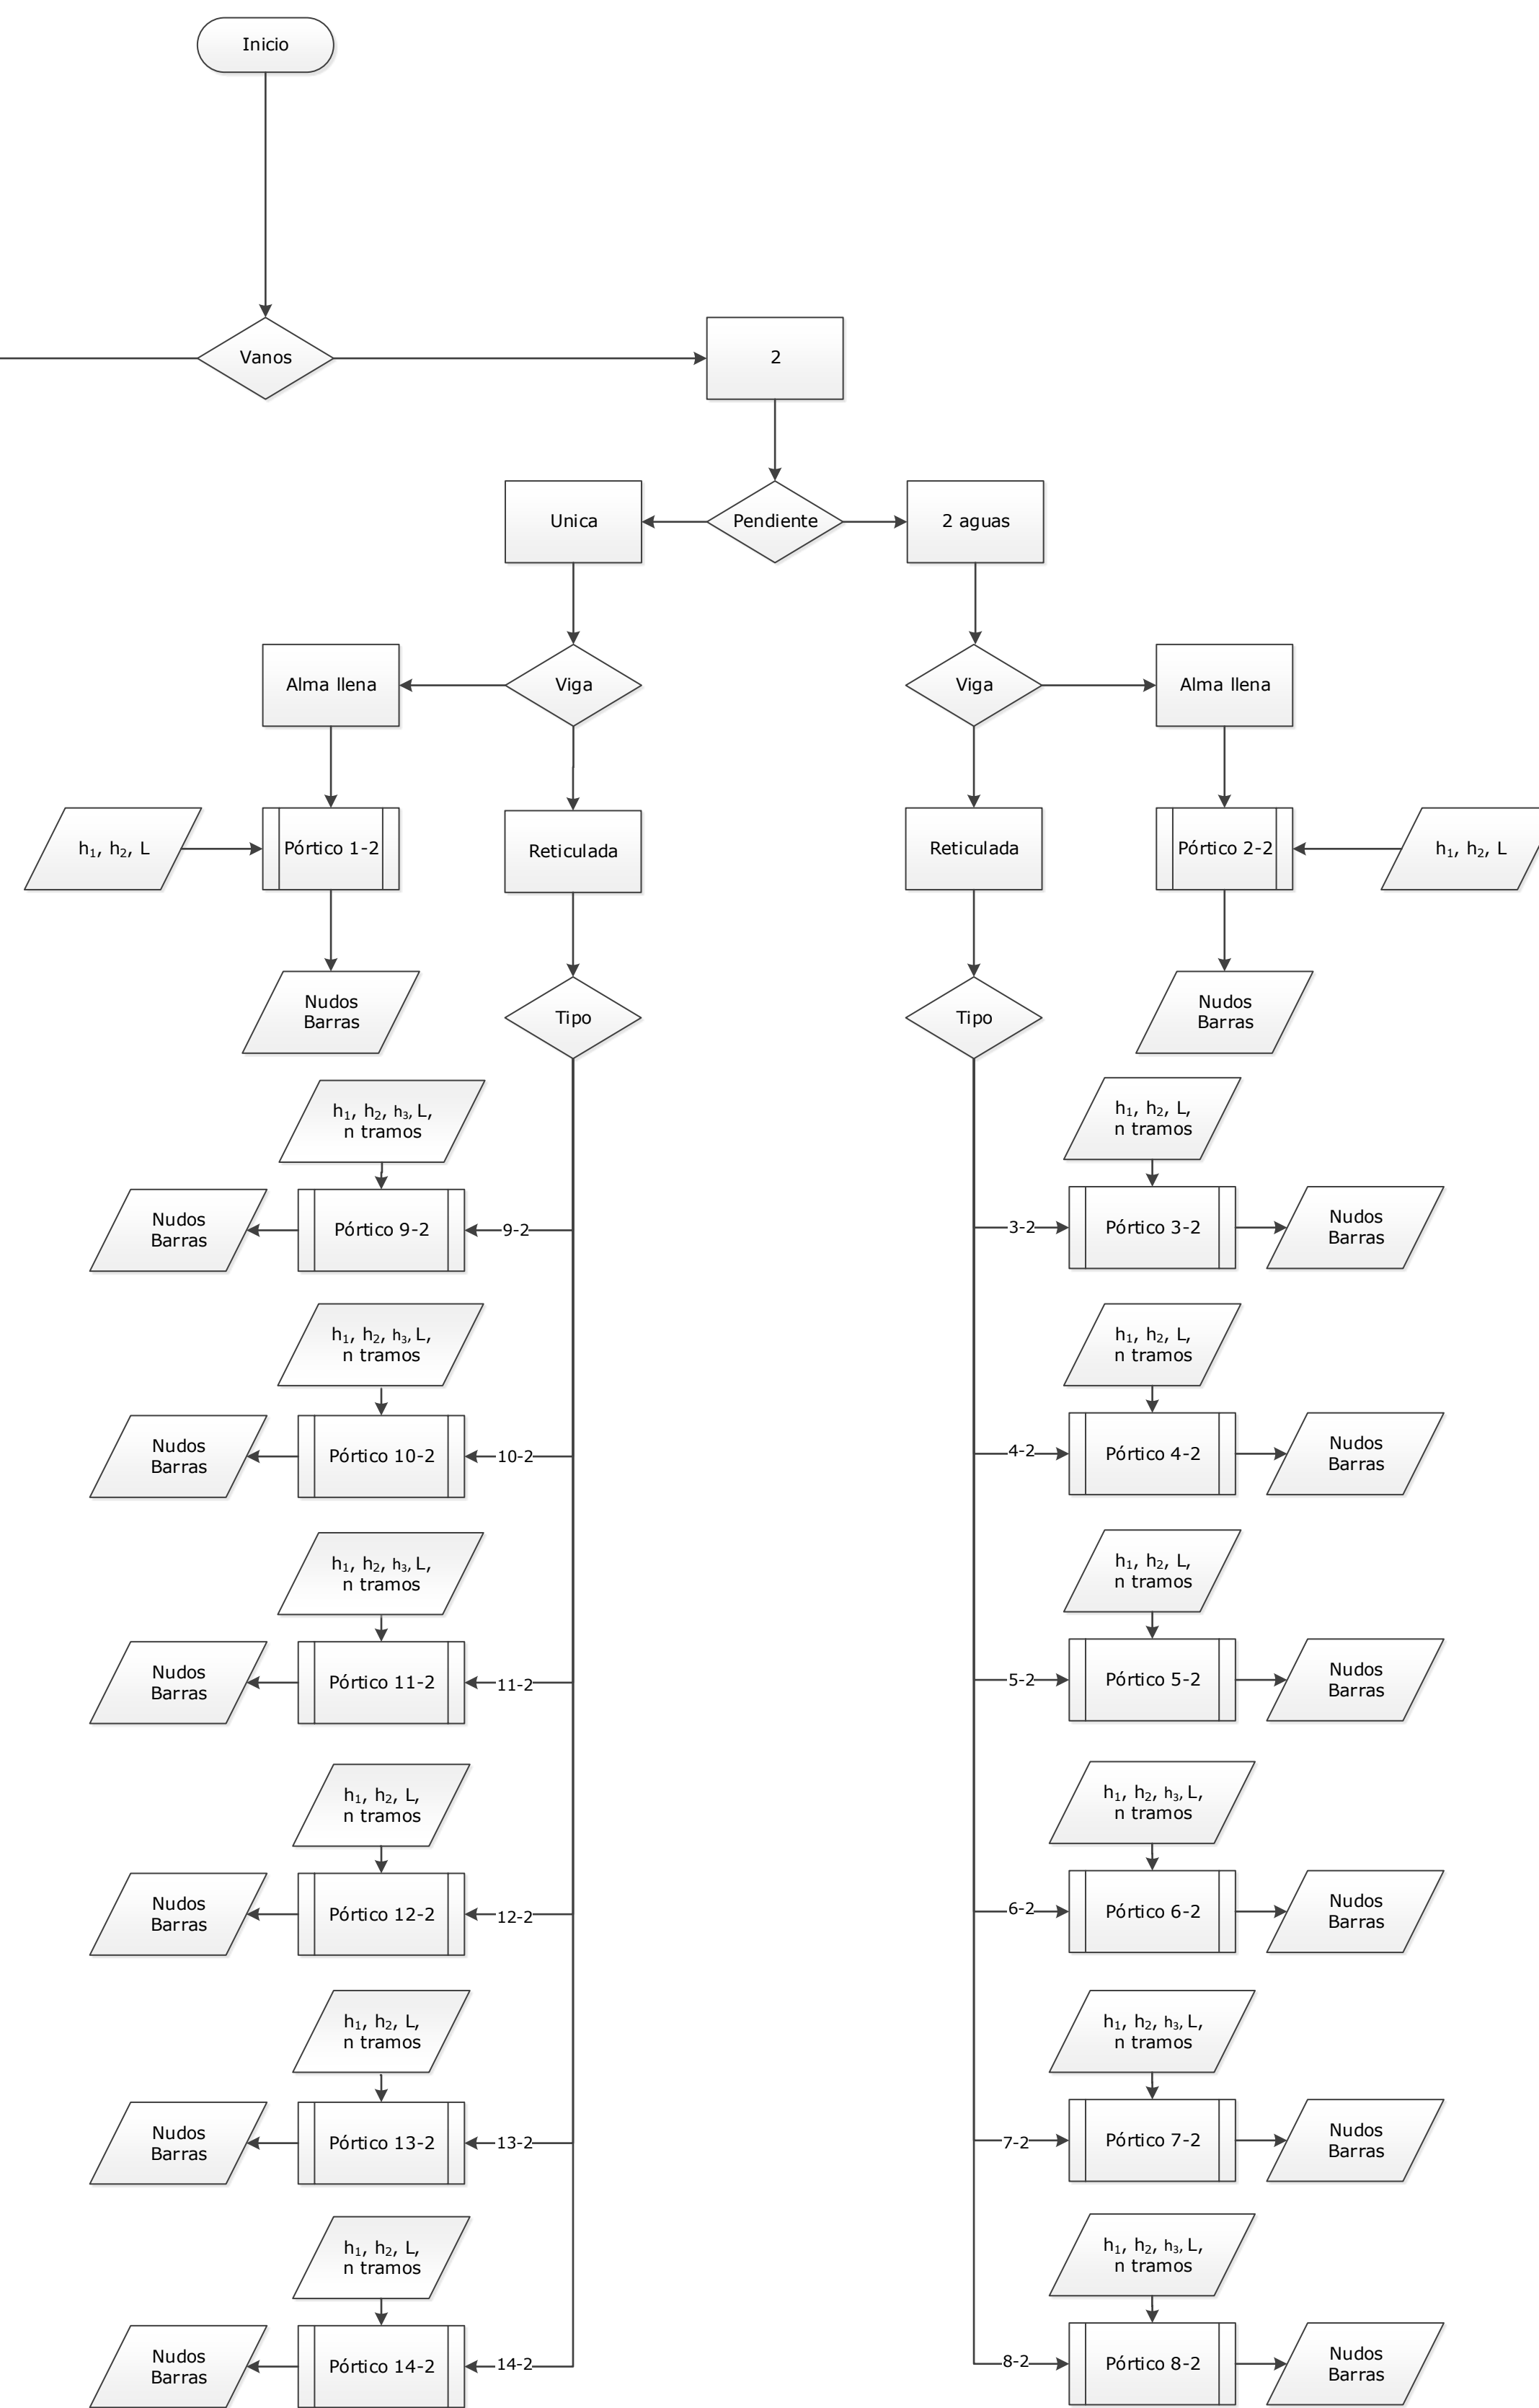 Inicio
Vanos
2
Unica
Pendiente
2 aguas
Alma llena
Viga
Viga
Alma llena
h₁, h₂, L
Pórtico 1-2
Reticulada
Reticulada
Pórtico 2-2
h₁, h₂, L
Nudos
Barras
Tipo
Tipo
Nudos
Barras
h₁, h₂, h₃, L,
n tramos
Nudos
Barras
Pórtico 9-2
9-2
h₁, h₂, L,
n tramos
3-2
Pórtico 3-2
Nudos
Barras
h₁, h₂, h₃, L,
n tramos
Nudos
Barras
Pórtico 10-2
10-2
h₁, h₂, L,
n tramos
4-2
Pórtico 4-2
Nudos
Barras
h₁, h₂, h₃, L,
n tramos
Nudos
Barras
Pórtico 11-2
11-2
h₁, h₂, L,
n tramos
5-2
Pórtico 5-2
Nudos
Barras
h₁, h₂, L,
n tramos
Nudos
Barras
Pórtico 12-2
12-2
h₁, h₂, h₃, L,
n tramos
6-2
Pórtico 6-2
Nudos
Barras
h₁, h₂, L,
n tramos
Nudos
Barras
Pórtico 13-2
13-2
h₁, h₂, h₃, L,
n tramos
7-2
Pórtico 7-2
Nudos
Barras
h₁, h₂, L,
n tramos
Nudos
Barras
Pórtico 14-2
14-2
h₁, h₂, h₃, L,
n tramos
8-2
Pórtico 8-2
Nudos
Barras